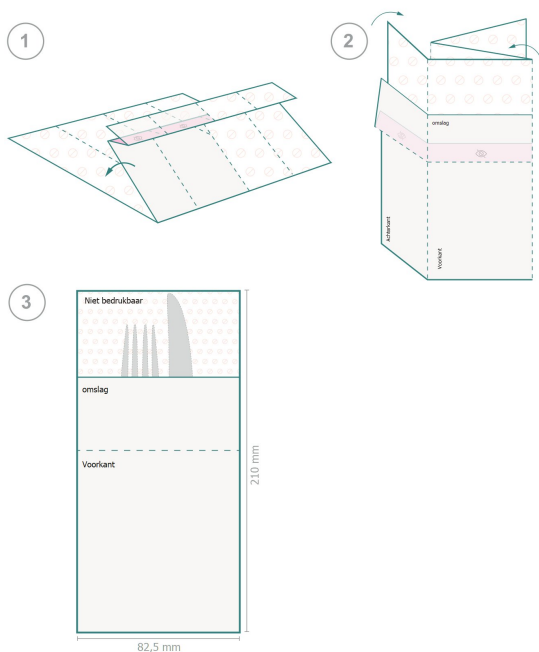 1
2
omslag
Achterkant
Voorkant
3
Niet bedrukbaar
omslag
Voorkant
210 mm
82,5 mm